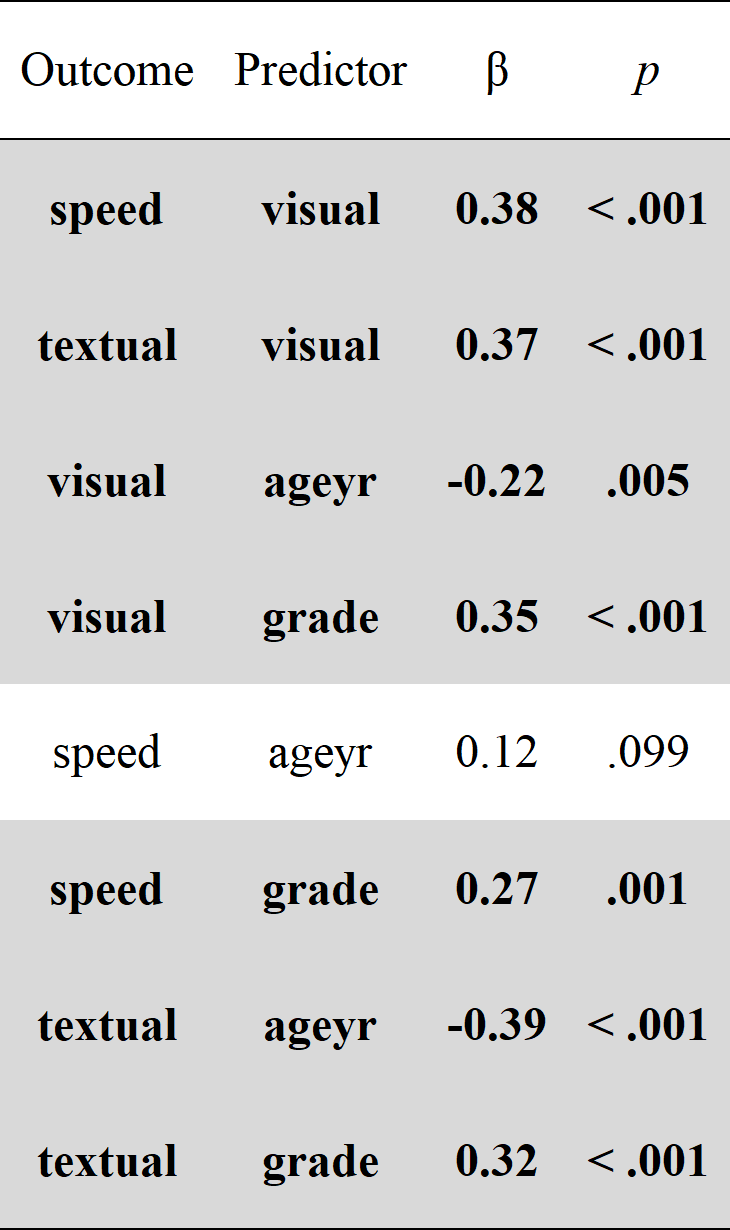 Outcome Predictor β p
speed visual 0.38 < .001
textual visual 0.37 < .001
visual ageyr -0.22 .005
visual grade 0.35 < .001
speed ageyr 0.12 .099
speed grade 0.27 .001
textual ageyr -0.39 < .001
textual grade 0.32 < .001